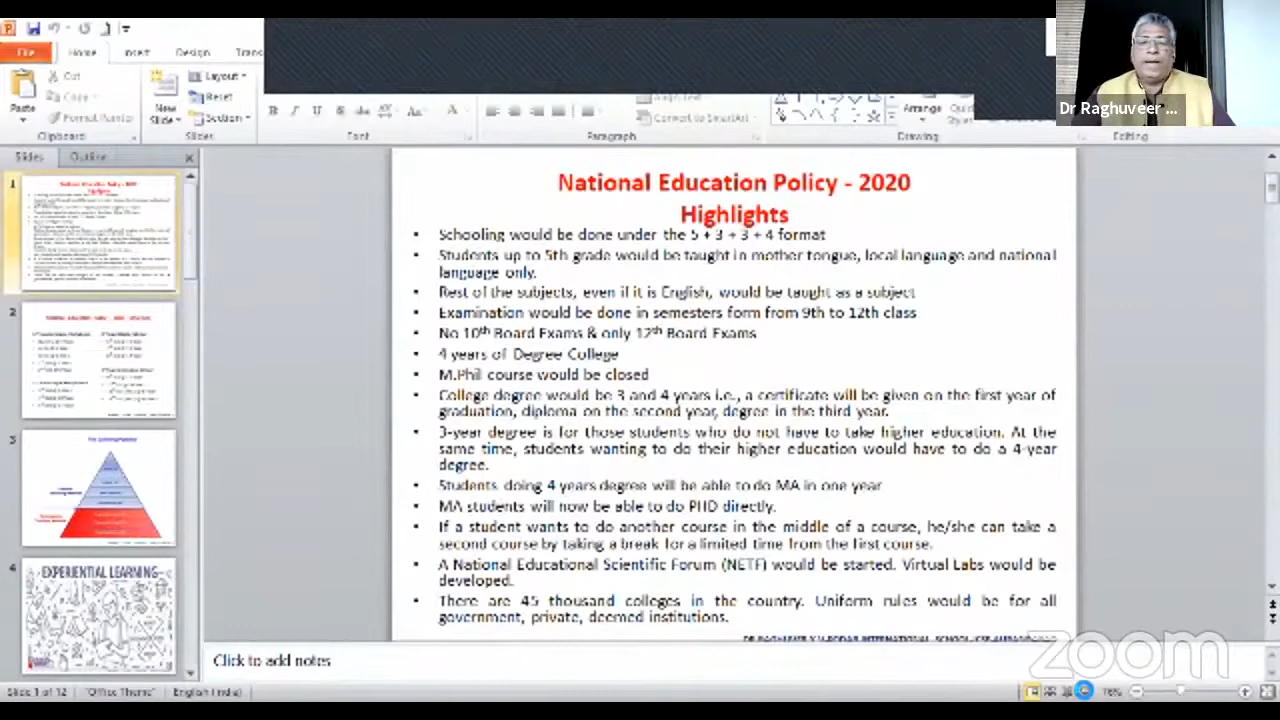 File
Home
Insert
Design
Trans
Cut
Copy
Format Painter
Paste
Clipboard
Layout
Reset
Section
New
Slide
Slides
Font
Convert to SmartArt
Paragraph
Arrange
Drawing
Editing
Dr Raghuveer ...
Slides
Outline
1
2
3
4
EXPERIENTIAL LEARNING
National Education Policy - 2020
Highlights
• Schooling would be done under the 5 + 3 + 3 + 4 format
• Students to 5th grade would be taught in mother tongue, local language and national
language only.
• Rest of the subjects, even if it is English, would be taught as a subject
• Examination would be done in semesters form from 9th to 12th class
• No 10th Board Exams & only 12th Board Exams
• 4 years of Degree College
• M.Phil course would be closed
• College degree will be 3 and 4 years i.e., a certificate will be given on the first year of
graduation, diploma on the second year, degree in the third year.
• 3-year degree is for those students who do not have to take higher education. At the
same time, students wanting to do their higher education would have to do a 4-year
degree.
• Students doing 4 years degree will be able to do MA in one year
• MA students will now be able to do PHD directly.
• If a student wants to do another course in the middle of a course, he/she can take a
second course by taking a break for a limited time from the first course.
• A National Educational Scientific Forum (NETF) would be started. Virtual Labs would be
developed.
• There are 45 thousand colleges in the country. Uniform rules would be for all
government, private, deemed institutions.
zoom
Click to add notes
Slide 1 of 12
"Office Theme"
English (India)
76%